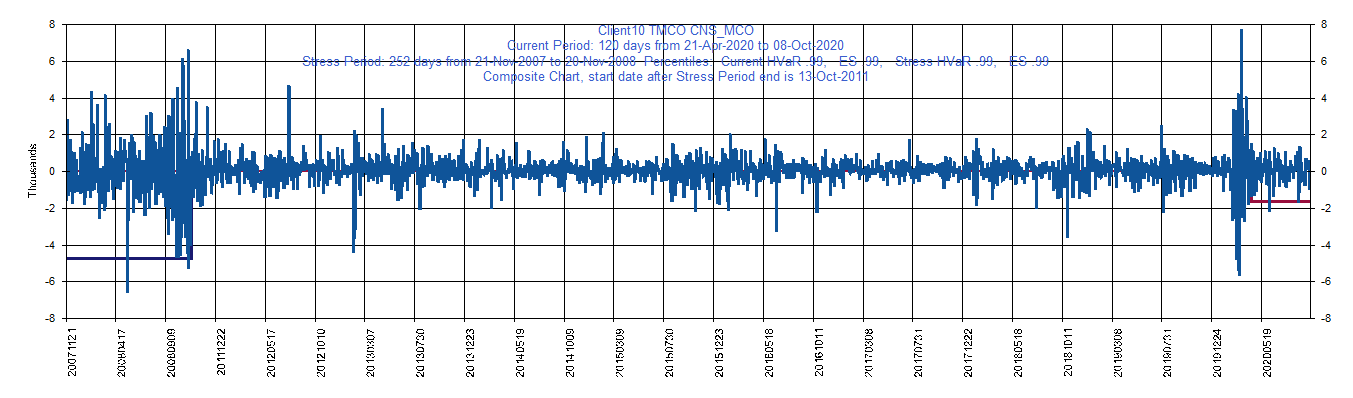 Client10 TMCO CNS_MCO
Current Period: 120 days from 21-Apr-2020 to 08-Oct-2020
Stress Period: 252 days from 21-Nov-2007 to 20-Nov-2008 Percentiles: Current HVaR .99, ES .99, Stress HVaR .99, ES .99
Composite Chart, start date after Stress Period end is 13-Oct-2011
8 8
6 6
4 4
2 2
0 0
-2 -2
-4 -4
-6 -6
-8 -8
Thousands
20071121 20080417 20080909 20111222 20120517 20121010 20130307 20130730 20131223 20140519 20141009 20150309 20150730 20151223 20160518 20161011 20170308 20170731 20171222 20180518 20181011 20190308 20190731 20191224 20200519